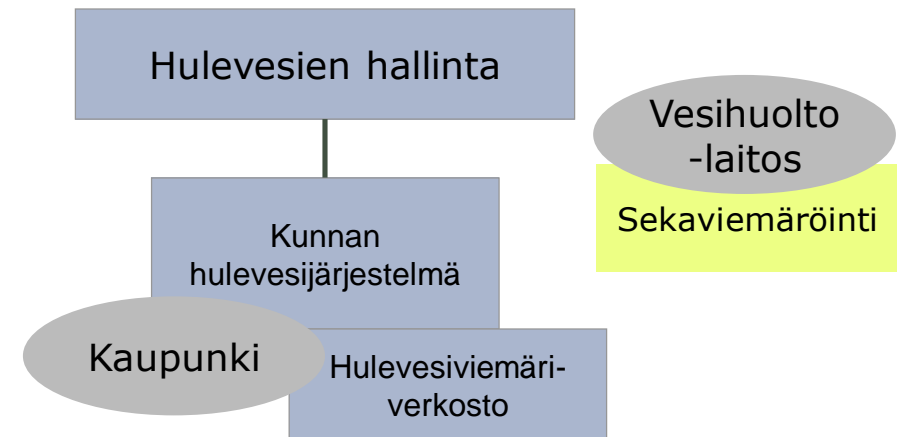 Hulevesien hallinta
Vesihuolto
-laitos
Sekaviemäröinti
Kunnan
hulevesijärjestelmä
Kaupunki
Hulevesiviemäri-
verkosto